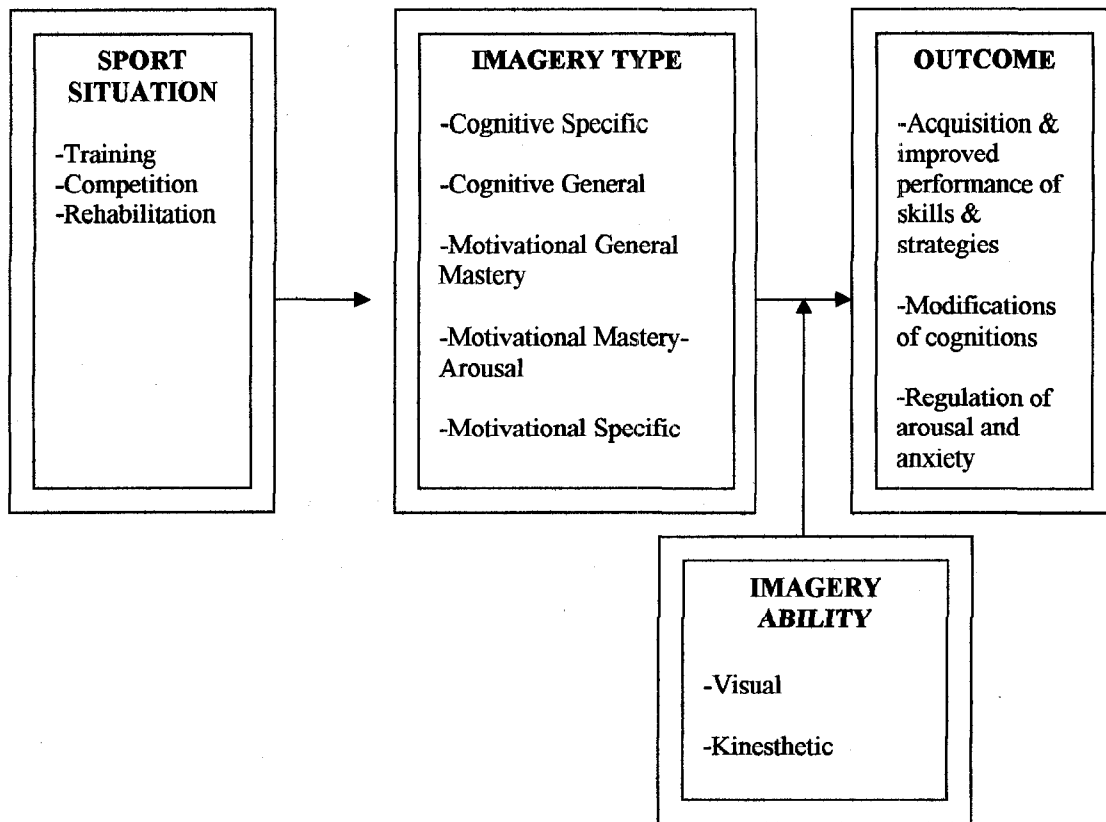 SPORT
SITUATION
-Training
-Competition
-Rehabilitation
IMAGERY TYPE
-Cognitive Specific
-Cognitive General
-Motivational General
Mastery
-Motivational Mastery-
Arousal
-Motivational Specific
OUTCOME
-Acquisition &
improved
performance of
skills &
strategies
-Modifications
of cognitions
-Regulation of
arousal and
anxiety
IMAGERY
ABILITY
-Visual
-Kinesthetic